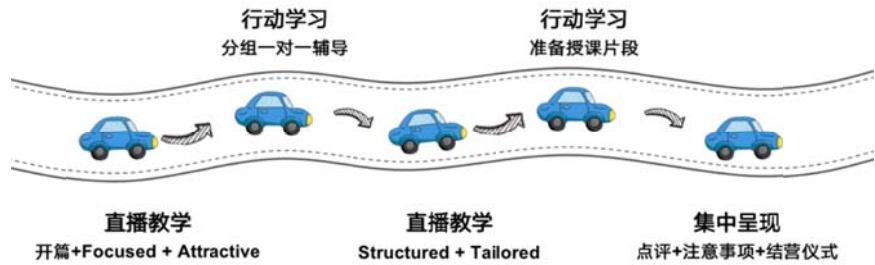 行动学习
分组一对一辅导
行动学习
准备授课片段
直播教学
开篇+Focused + Attractive
直播教学
Structured + Tailored
集中呈现
点评+注意事项+结营仪式